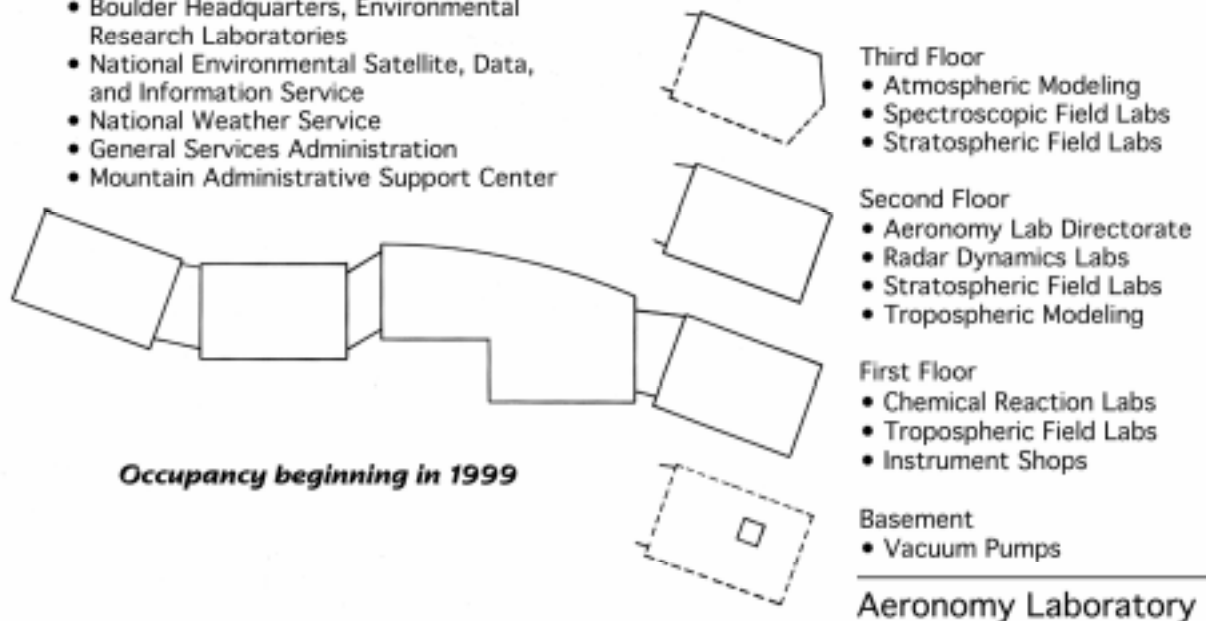 • Boulder Headquarters, Environmental
Research Laboratories
• National Environmental Satellite, Data,
and Information Service
• National Weather Service
• General Services Administration
• Mountain Administrative Support Center
Occupancy beginning in 1999
Third Floor
• Atmospheric Modeling
• Spectroscopic Field Labs
• Stratospheric Field Labs
Second Floor
• Aeronomy Lab Directorate
• Radar Dynamics Labs
• Stratospheric Field Labs
• Tropospheric Modeling
First Floor
• Chemical Reaction Labs
• Tropospheric Field Labs
• Instrument Shops
Basement
• Vacuum Pumps
Aeronomy Laboratory